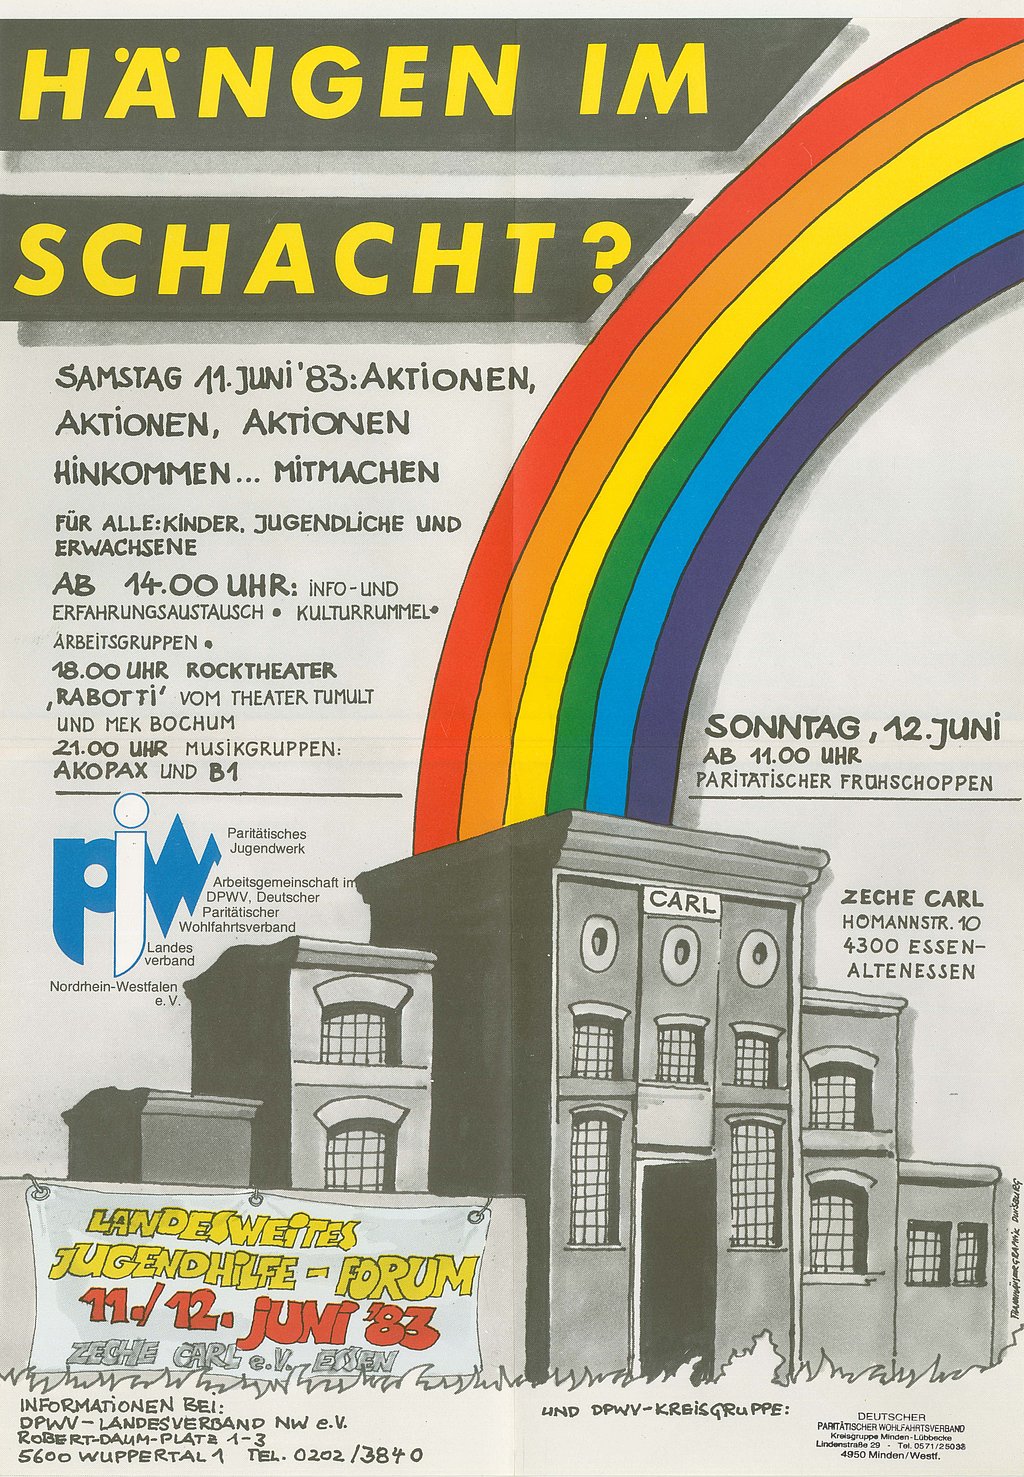 HÄNGEN IM
SCHACHT?
SAMSTAG 11. JUNI '83: AKTIONEN,
AKTIONEN, AKTIONEN
HINKOMMEN... MITMACHEN
FÜR ALLE: KINDER. JUGENDLICHE UND
ERWACHSENE
AB 14.00 UHR: INFO-UND
ERFAHRUNGSAUSTAUSCH • KULTURRUMMEL•
ARBEITSGRUPPEN •
18.00 UHR ROCKTHEATER
,RABOTTI' VOM THEATER TUMULT
UND MEK BOCHUM
21.00 UHR MUSIKGRUPPEN:
AKOPAX UND B1
SONNTAG, 12. JUNI
AB 11.00 UHR
PARITÄTISCHER FRÜHSCHOPPEN
pjw
Paritätisches
Jugendwerk
Arbeitsgemeinschaft im
DPWV, Deutscher
Paritätischer
Wohlfahrtsverband
Landes
verband
Nordrhein-Westfalen
e. V.
CARL
ZECHE CARL
HOMANNSTR. 10
4300 ESSEN-
ALTENESSEN
LANDESWEITES
JUGENDHILFE - FORUM
11./12. JUNI '83
ZECHE CARL e.V. ESSEN
INFORMATIONEN BEI:
DPWV - LANDESVERBAND NW e.V.
ROBERT-DAUM-PLATZ 1-3
5600 WUPPERTAL 1 TEL. 0202/3840
UND DPWV-KREISGRUPPE:
DEUTSCHER
PARITÄTISCHER WOHLFAHRTSVERBAND
Kreisgruppe Minden-Lübbecke
Lindenstraße 29 · Tel. 0571/25038
4950 Minden/Westf.